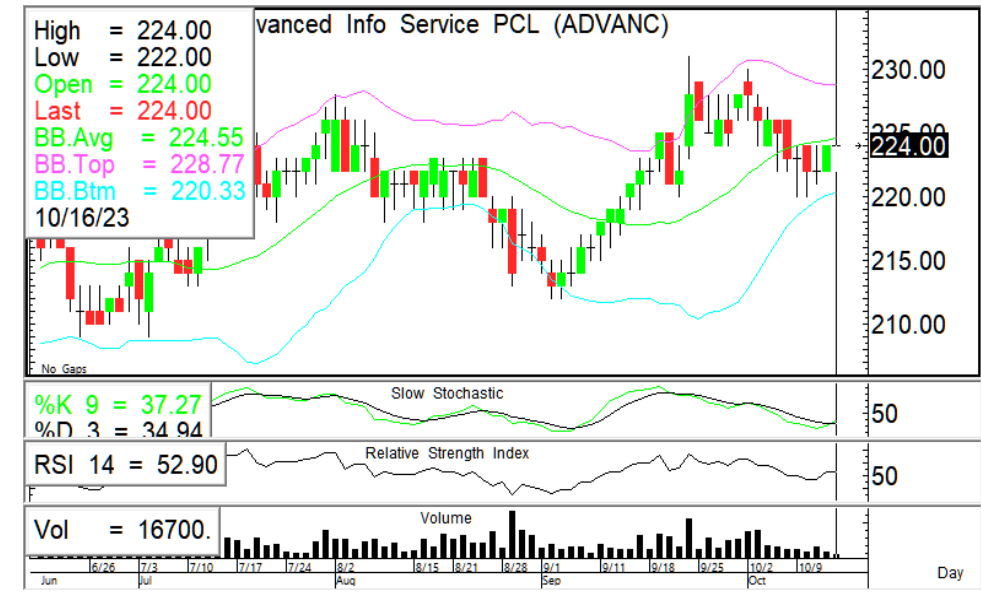 vanced Info Service PCL (ADVANC)
High = 224.00
Low = 222.00
Open = 224.00
Last = 224.00
BB.Avg = 224.55
BB.Top = 228.77
BB.Btm = 220.33
10/16/23
230.00
225.00
224.00
220.00
215.00
210.00
No Gaps
Slow Stochastic
%K 9 = 37.27
%D 3 = 34.94
50
Relative Strength Index
RSI 14 = 52.90
50
Volume
Vol = 16700.
6/26 7/3 7/10 7/17 7/24 8/2 8/15 8/21 8/28 9/1 9/11 9/18 9/25 10/2 10/9
Jun Jul Aug Sep Oct
Day